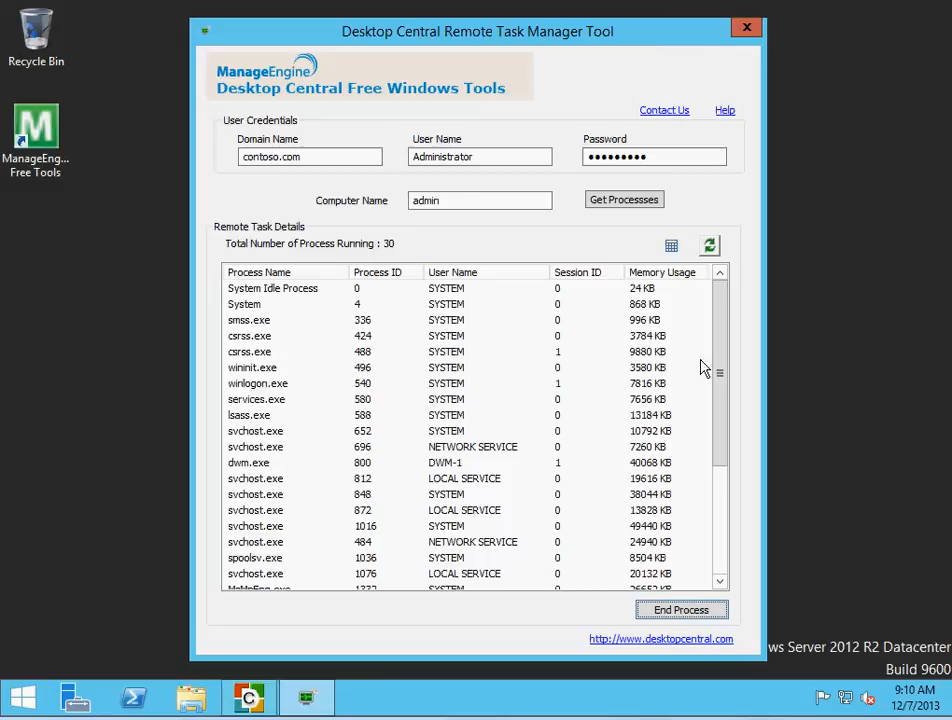 Recycle Bin
ManageEng...
Free Tools
Desktop Central Remote Task Manager Tool
X
ManageEngine
Desktop Central Free Windows Tools
Contact Us Help
User Credentials
Domain Name User Name Password
contoso.com Administrator •••••••••
Computer Name admin Get Processses
Remote Task Details
Total Number of Process Running : 30
Process Name Process ID User Name Session ID Memory Usage
System Idle Process 0 SYSTEM 0 24 KB
System 4 SYSTEM 0 868 KB
smss.exe 336 SYSTEM 0 996 KB
csrss.exe 424 SYSTEM 0 3784 KB
csrss.exe 488 SYSTEM 1 9880 KB
wininit.exe 496 SYSTEM 0 3580 KB
winlogon.exe 540 SYSTEM 1 7816 KB
services.exe 580 SYSTEM 0 7656 KB
lsass.exe 588 SYSTEM 0 13184 KB
svchost.exe 652 SYSTEM 0 10792 KB
svchost.exe 696 NETWORK SERVICE 0 7260 KB
dwm.exe 800 DWM-1 1 40068 KB
svchost.exe 812 LOCAL SERVICE 0 19616 KB
svchost.exe 848 SYSTEM 0 38044 KB
svchost.exe 872 LOCAL SERVICE 0 13828 KB
svchost.exe 1016 SYSTEM 0 49440 KB
svchost.exe 484 NETWORK SERVICE 0 24940 KB
spoolsv.exe 1036 SYSTEM 0 8504 KB
svchost.exe 1076 LOCAL SERVICE 0 20132 KB
End Process
http://www.desktopcentral.com
ws Server 2012 R2 Datacenter
Build 9600
9:10 AM
12/7/2013